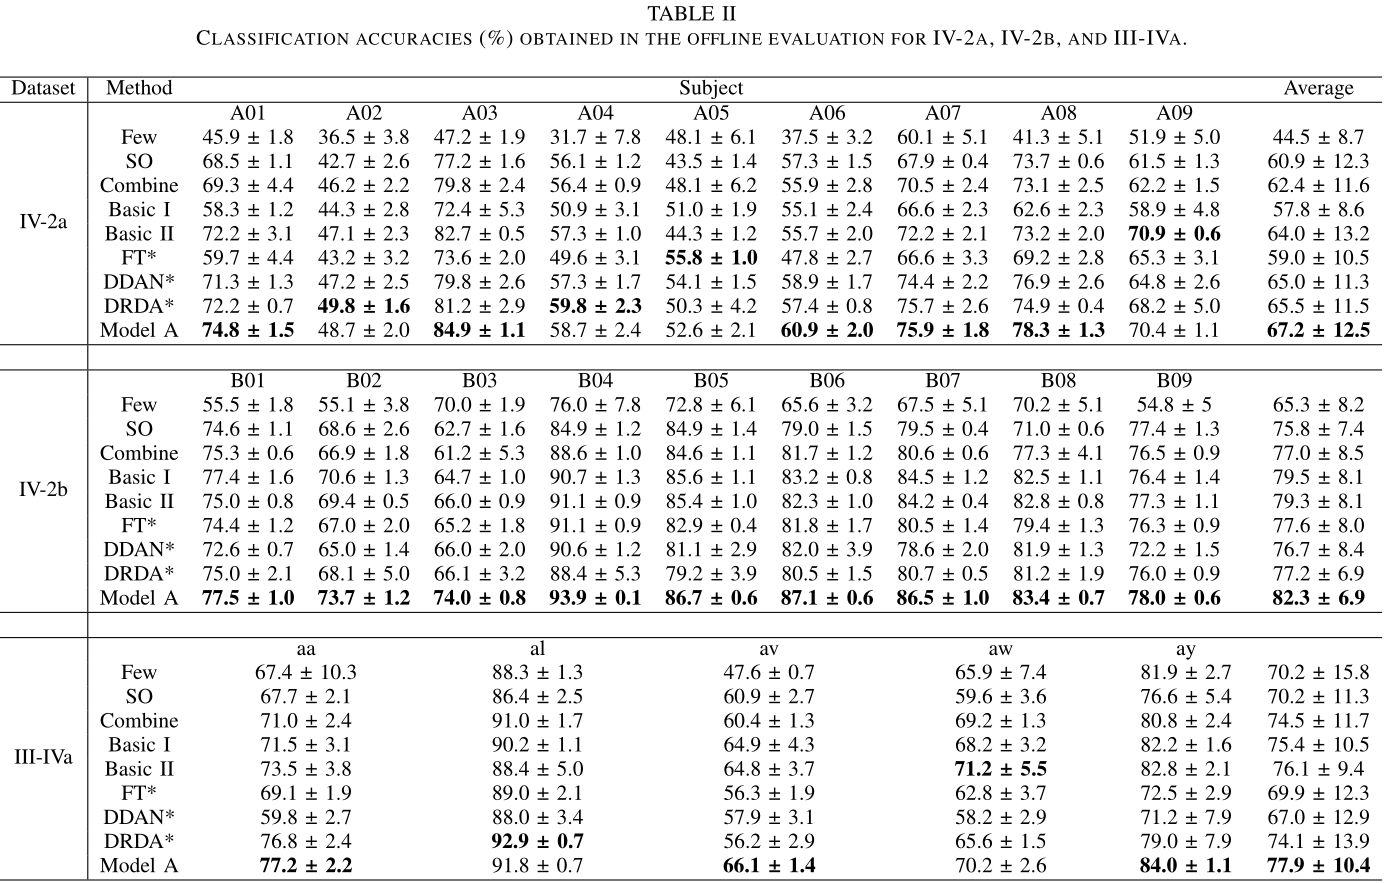 TABLE II
CLASSIFICATION ACCURACIES (%) OBTAINED IN THE OFFLINE EVALUATION FOR IV-2A, IV-2B, AND III-IVA.
Dataset Method Subject Average
A01 A02 A03 A04 A05 A06 A07 A08 A09
Few 45.9 ± 1.8 36.5 ± 3.8 47.2 ± 1.9 31.7 ± 7.8 48.1 ± 6.1 37.5 ± 3.2 60.1 ± 5.1 41.3 ± 5.1 51.9 ± 5.0 44.5 ± 8.7
SO 68.5 ± 1.1 42.7 ± 2.6 77.2 ± 1.6 56.1 ± 1.2 43.5 ± 1.4 57.3 ± 1.5 67.9 ± 0.4 73.7 ± 0.6 61.5 ± 1.3 60.9 ± 12.3
Combine 69.3 ± 4.4 46.2 ± 2.2 79.8 ± 2.4 56.4 ± 0.9 48.1 ± 6.2 55.9 ± 2.8 70.5 ± 2.4 73.1 ± 2.5 62.2 ± 1.5 62.4 ± 11.6
Basic I 58.3 ± 1.2 44.3 ± 2.8 72.4 ± 5.3 50.9 ± 3.1 51.0 ± 1.9 55.1 ± 2.4 66.6 ± 2.3 62.6 ± 2.3 58.9 ± 4.8 57.8 ± 8.6
IV-2a
Basic II 72.2 ± 3.1 47.1 ± 2.3 82.7 ± 0.5 57.3 ± 1.0 44.3 ± 1.2 55.7 ± 2.0 72.2 ± 2.1 73.2 ± 2.0 70.9 ± 0.6 64.0 ± 13.2
FT* 59.7 ± 4.4 43.2 ± 3.2 73.6 ± 2.0 49.6 ± 3.1 55.8 ± 1.0 47.8 ± 2.7 66.6 ± 3.3 69.2 ± 2.8 65.3 ± 3.1 59.0 ± 10.5
DDAN* 71.3 ± 1.3 47.2 ± 2.5 79.8 ± 2.6 57.3 ± 1.7 54.1 ± 1.5 58.9 ± 1.7 74.4 ± 2.2 76.9 ± 2.6 64.8 ± 2.6 65.0 ± 11.3
DRDA* 72.2 ± 0.7 49.8 ± 1.6 81.2 ± 2.9 59.8 ± 2.3 50.3 ± 4.2 57.4 ± 0.8 75.7 ± 2.6 74.9 ± 0.4 68.2 ± 5.0 65.5 ± 11.5
Model A 74.8 ± 1.5 48.7 ± 2.0 84.9 ± 1.1 58.7 ± 2.4 52.6 ± 2.1 60.9 ± 2.0 75.9 ± 1.8 78.3 ± 1.3 70.4 ± 1.1 67.2 ± 12.5
B01 B02 B03 B04 B05 B06 B07 B08 B09
Few 55.5 ± 1.8 55.1 ± 3.8 70.0 ± 1.9 76.0 ± 7.8 72.8 ± 6.1 65.6 ± 3.2 67.5 ± 5.1 70.2 ± 5.1 54.8 ± 5 65.3 ± 8.2
SO 74.6 ± 1.1 68.6 ± 2.6 62.7 ± 1.6 84.9 ± 1.2 84.9 ± 1.4 79.0 ± 1.5 79.5 ± 0.4 71.0 ± 0.6 77.4 ± 1.3 75.8 ± 7.4
Combine 75.3 ± 0.6 66.9 ± 1.8 61.2 ± 5.3 88.6 ± 1.0 84.6 ± 1.1 81.7 ± 1.2 80.6 ± 0.6 77.3 ± 4.1 76.5 ± 0.9 77.0 ± 8.5
Basic I 77.4 ± 1.6 70.6 ± 1.3 64.7 ± 1.0 90.7 ± 1.3 85.6 ± 1.1 83.2 ± 0.8 84.5 ± 1.2 82.5 ± 1.1 76.4 ± 1.4 79.5 ± 8.1
IV-2b
Basic II 75.0 ± 0.8 69.4 ± 0.5 66.0 ± 0.9 91.1 ± 0.9 85.4 ± 1.0 82.3 ± 1.0 84.2 ± 0.4 82.8 ± 0.8 77.3 ± 1.1 79.3 ± 8.1
FT* 74.4 ± 1.2 67.0 ± 2.0 65.2 ± 1.8 91.1 ± 0.9 82.9 ± 0.4 81.8 ± 1.7 80.5 ± 1.4 79.4 ± 1.3 76.3 ± 0.9 77.6 ± 8.0
DDAN* 72.6 ± 0.7 65.0 ± 1.4 66.0 ± 2.0 90.6 ± 1.2 81.1 ± 2.9 82.0 ± 3.9 78.6 ± 2.0 81.9 ± 1.3 72.2 ± 1.5 76.7 ± 8.4
DRDA* 75.0 ± 2.1 68.1 ± 5.0 66.1 ± 3.2 88.4 ± 5.3 79.2 ± 3.9 80.5 ± 1.5 80.7 ± 0.5 81.2 ± 1.9 76.0 ± 0.9 77.2 ± 6.9
Model A 77.5 ± 1.0 73.7 ± 1.2 74.0 ± 0.8 93.9 ± 0.1 86.7 ± 0.6 87.1 ± 0.6 86.5 ± 1.0 83.4 ± 0.7 78.0 ± 0.6 82.3 ± 6.9
aa al av aw ay
Few 67.4 ± 10.3 88.3 ± 1.3 47.6 ± 0.7 65.9 ± 7.4 81.9 ± 2.7 70.2 ± 15.8
SO 67.7 ± 2.1 86.4 ± 2.5 60.9 ± 2.7 59.6 ± 3.6 76.6 ± 5.4 70.2 ± 11.3
Combine 71.0 ± 2.4 91.0 ± 1.7 60.4 ± 1.3 69.2 ± 1.3 80.8 ± 2.4 74.5 ± 11.7
Basic I 71.5 ± 3.1 90.2 ± 1.1 64.9 ± 4.3 68.2 ± 3.2 82.2 ± 1.6 75.4 ± 10.5
III-IVa
Basic II 73.5 ± 3.8 88.4 ± 5.0 64.8 ± 3.7 71.2 ± 5.5 82.8 ± 2.1 76.1 ± 9.4
FT* 69.1 ± 1.9 89.0 ± 2.1 56.3 ± 1.9 62.8 ± 3.7 72.5 ± 2.9 69.9 ± 12.3
DDAN* 59.8 ± 2.7 88.0 ± 3.4 57.9 ± 3.1 58.2 ± 2.9 71.2 ± 7.9 67.0 ± 12.9
DRDA* 76.8 ± 2.4 92.9 ± 0.7 56.2 ± 2.9 65.6 ± 1.5 79.0 ± 7.9 74.1 ± 13.9
Model A 77.2 ± 2.2 91.8 ± 0.7 66.1 ± 1.4 70.2 ± 2.6 84.0 ± 1.1 77.9 ± 10.4